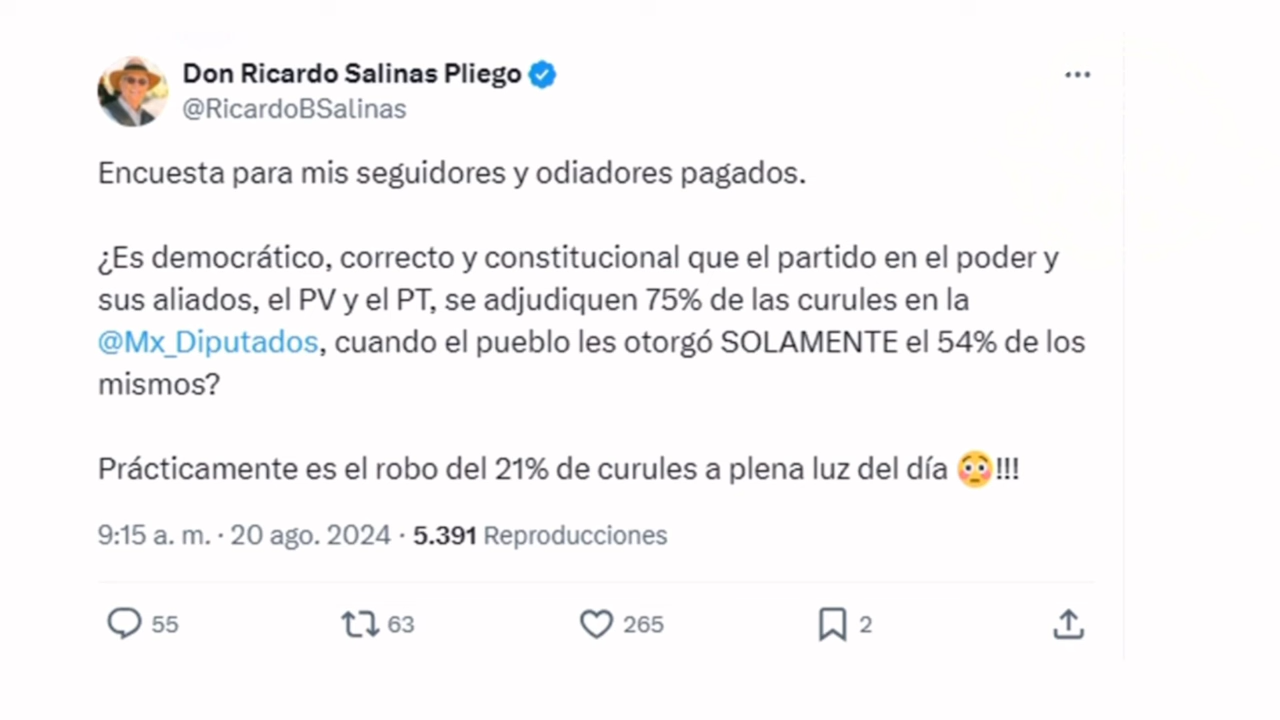 Don Ricardo Salinas Pliego
@RicardoBSalinas
Encuesta para mis seguidores y odiadores pagados.
¿Es democrático, correcto y constitucional que el partido en el poder y
sus aliados, el PV y el PT, se adjudiquen 75% de las curules en la
@Mx_Diputados, cuando el pueblo les otorgó SOLAMENTE el 54% de los
mismos?
Prácticamente es el robo del 21% de curules a plena luz del día 😳!!!
9:15 a. m. · 20 ago. 2024 · 5.391 Reproducciones
55 63 265 2